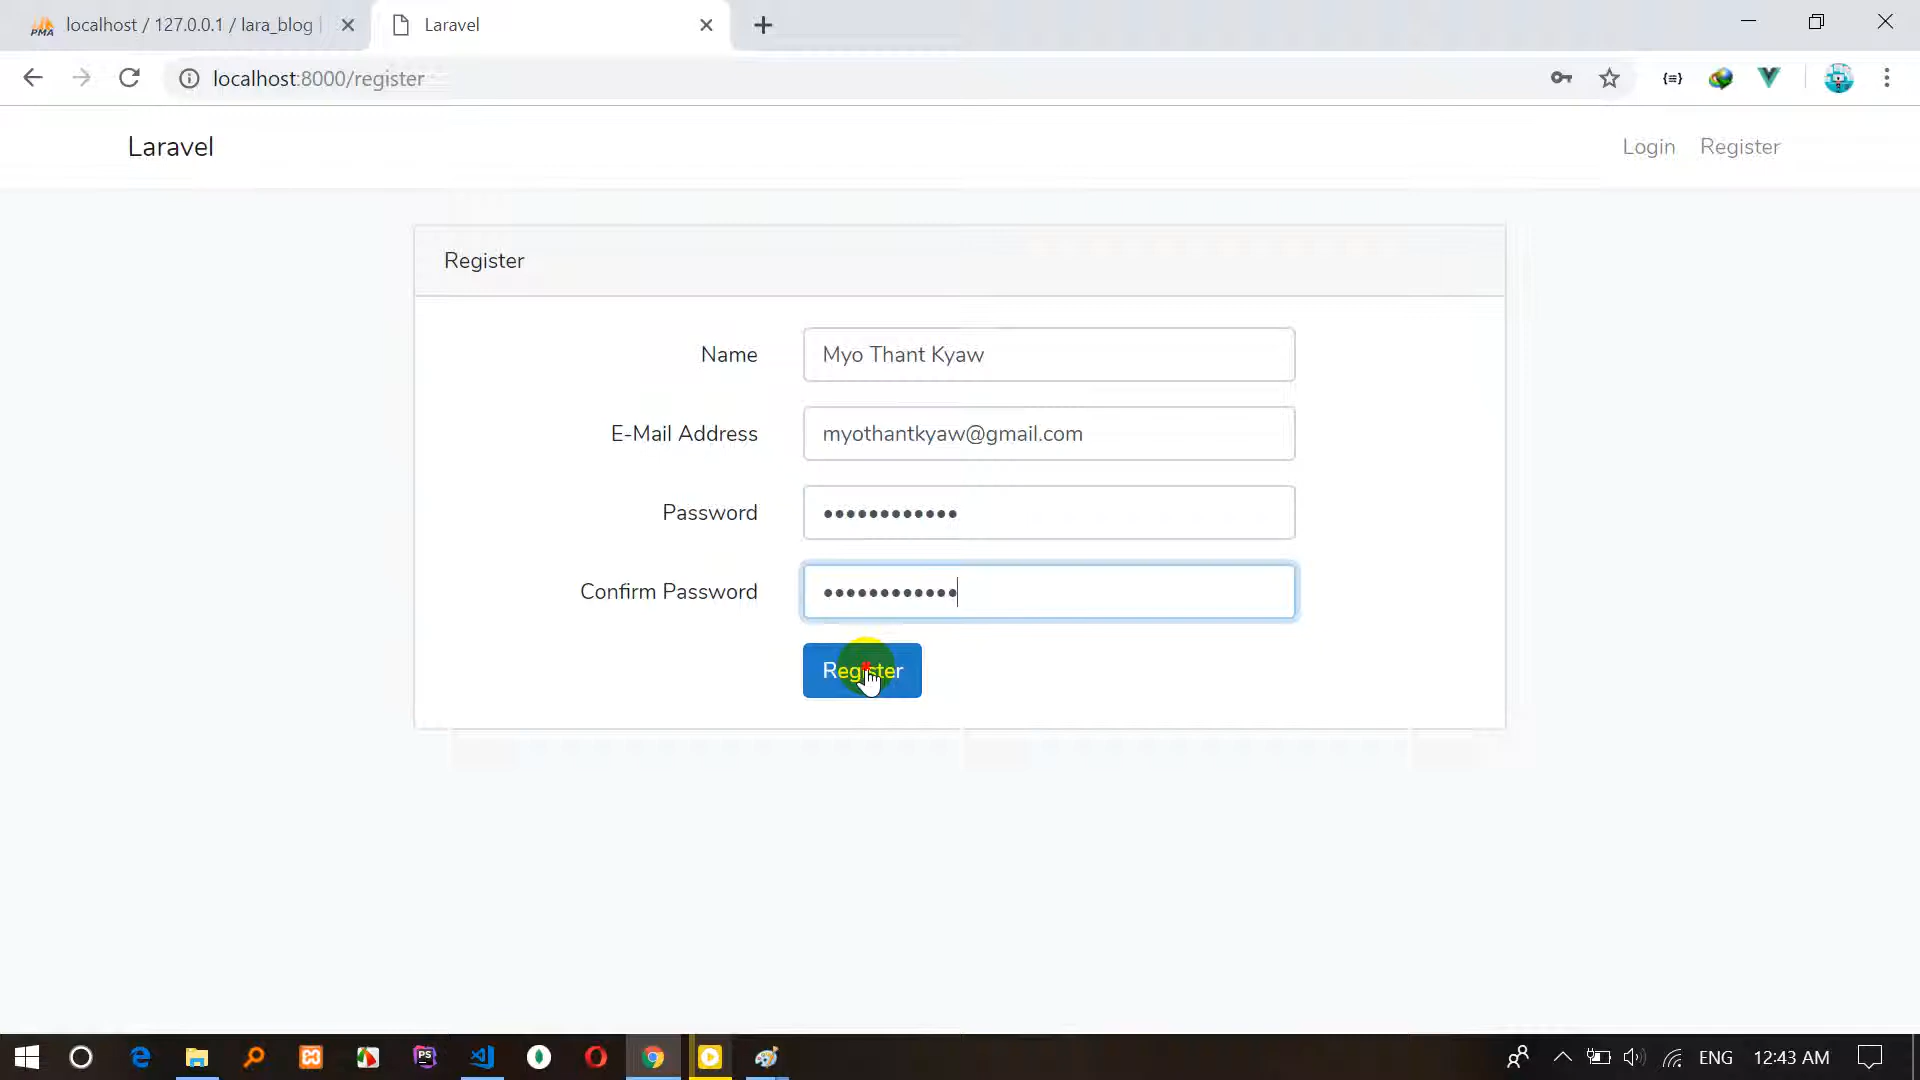 localhost / 127.0.0.1 / lara_blog |
Laravel
localhost:8000/register
Laravel
Login
Register
Register
Name
Myo Thant Kyaw
E-Mail Address
myothantkyaw@gmail.com
Password
••••••••••••
Confirm Password
••••••••••••
Register
ENG
12:43 AM